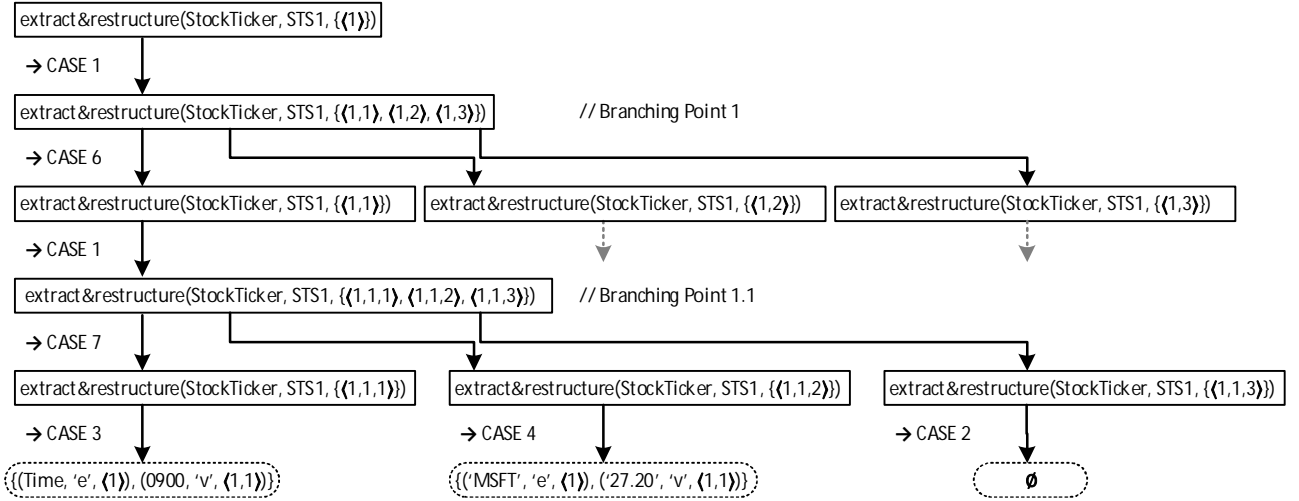 extract&restructure(StockTicker, STS1, {⟨1⟩})
→ CASE 1
extract&restructure(StockTicker, STS1, {⟨1,1⟩, ⟨1,2⟩, ⟨1,3⟩})
// Branching Point 1
→ CASE 6
extract&restructure(StockTicker, STS1, {⟨1,1⟩})
extract&restructure(StockTicker, STS1, {⟨1,2⟩})
extract&restructure(StockTicker, STS1, {⟨1,3⟩})
→ CASE 1
extract&restructure(StockTicker, STS1, {⟨1,1,1⟩, ⟨1,1,2⟩, ⟨1,1,3⟩})
// Branching Point 1.1
→ CASE 7
extract&restructure(StockTicker, STS1, {⟨1,1,1⟩})
extract&restructure(StockTicker, STS1, {⟨1,1,2⟩})
extract&restructure(StockTicker, STS1, {⟨1,1,3⟩})
→ CASE 3
→ CASE 4
→ CASE 2
{(Time, ‘e’, ⟨1⟩), (0900, ‘v’, ⟨1,1⟩)}
{(‘MSFT’, ‘e’, ⟨1⟩), (‘27.20’, ‘v’, ⟨1,1⟩)}
Ø